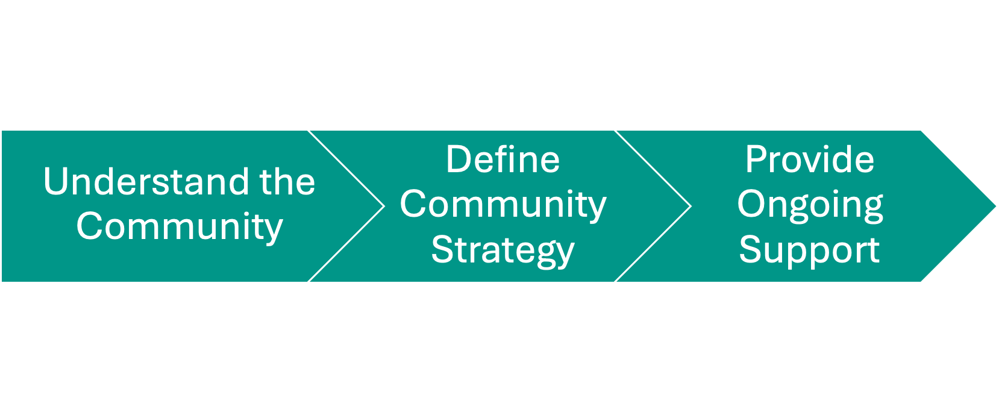 Understand the
Community
Define
Community
Strategy
Provide
Ongoing
Support